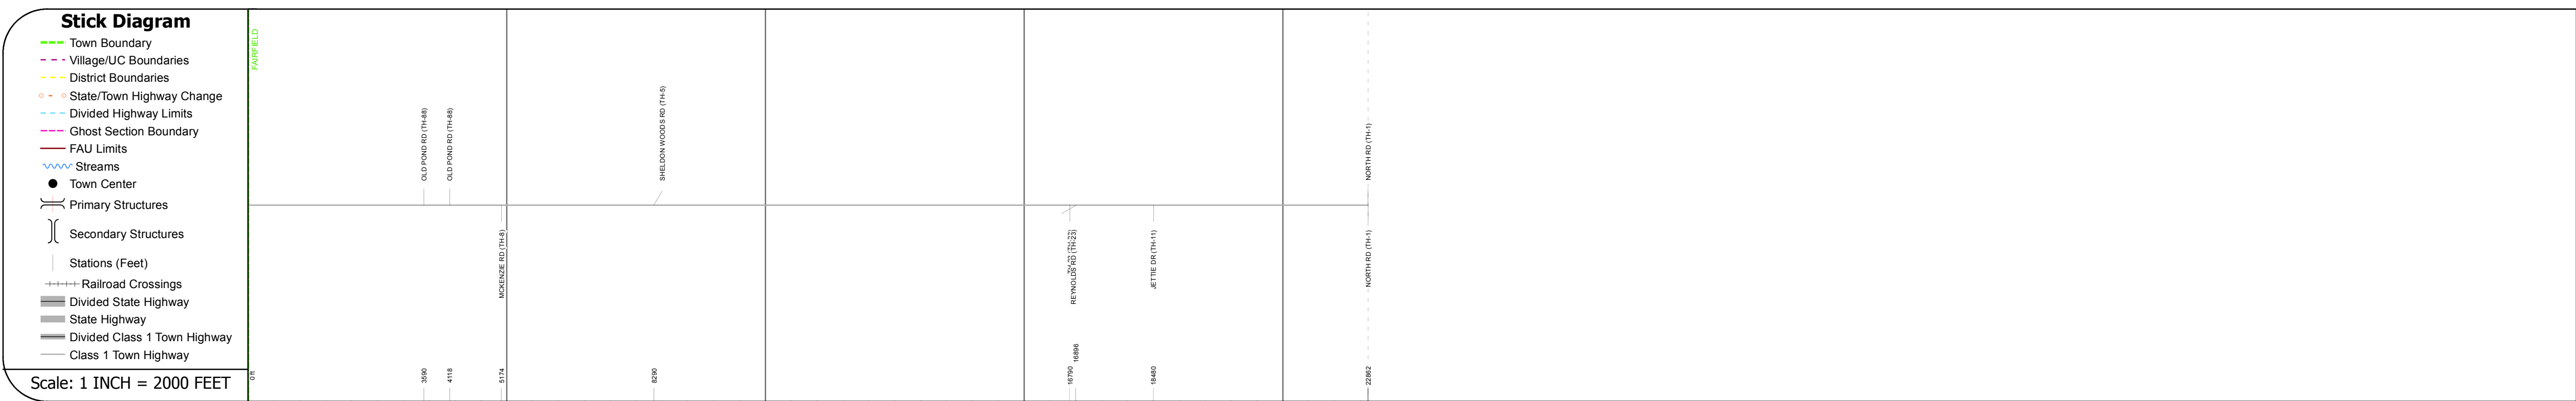 Stick Diagram
Town Boundary
Village/UC Boundaries
District Boundaries
State/Town Highway Change
Divided Highway Limits
Ghost Section Boundary
FAU Limits
Streams
Town Center
Primary Structures
Secondary Structures
Stations (Feet)
Railroad Crossings
Divided State Highway
State Highway
Divided Class 1 Town Highway
Class 1 Town Highway
Scale: 1 INCH = 2000 FEET
FAIRFIELD
OLD POND RD (TH-88)
OLD POND RD (TH-88)
SHELDON WOODS RD (TH-5)
NORTH RD (TH-1)
MCKENZIE RD (TH-8)
REYNOLDS RD (TH-23)
JETTIE DR (TH-11)
NORTH RD (TH-1)
0 ft
3590
4118
5174
8290
16790
16896
18480
22862